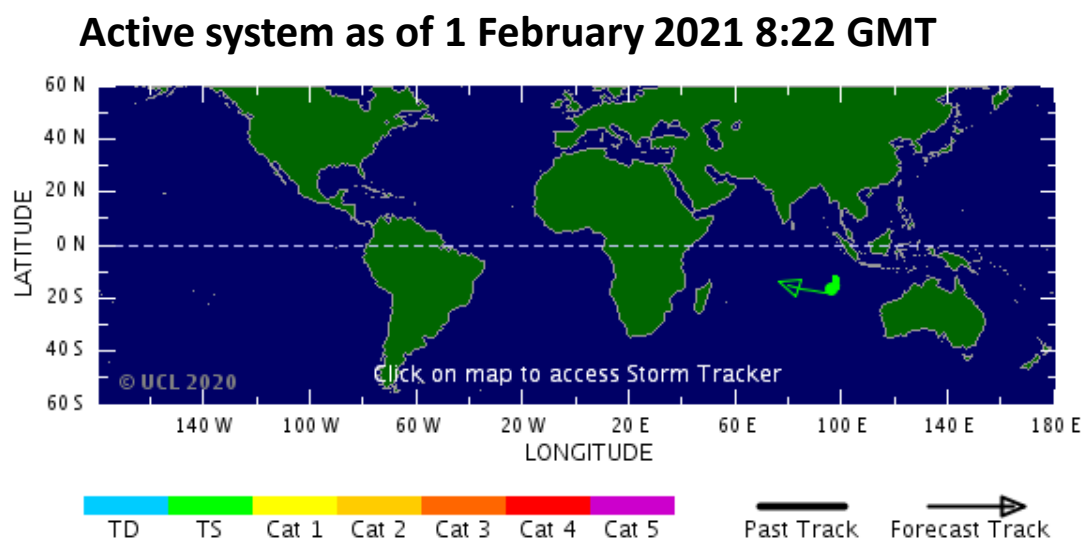 Active system as of 1 February 2021 8:22 GMT
60 N
40 N
20 N
0 N
20 S
40 S
60 S
LATITUDE
© UCL 2020
Click on map to access Storm Tracker
140 W 100 W 60 W 20 W 20 E 60 E 100 E 140 E 180 E
LONGITUDE
TD TS Cat 1 Cat 2 Cat 3 Cat 4 Cat 5 Past Track Forecast Track